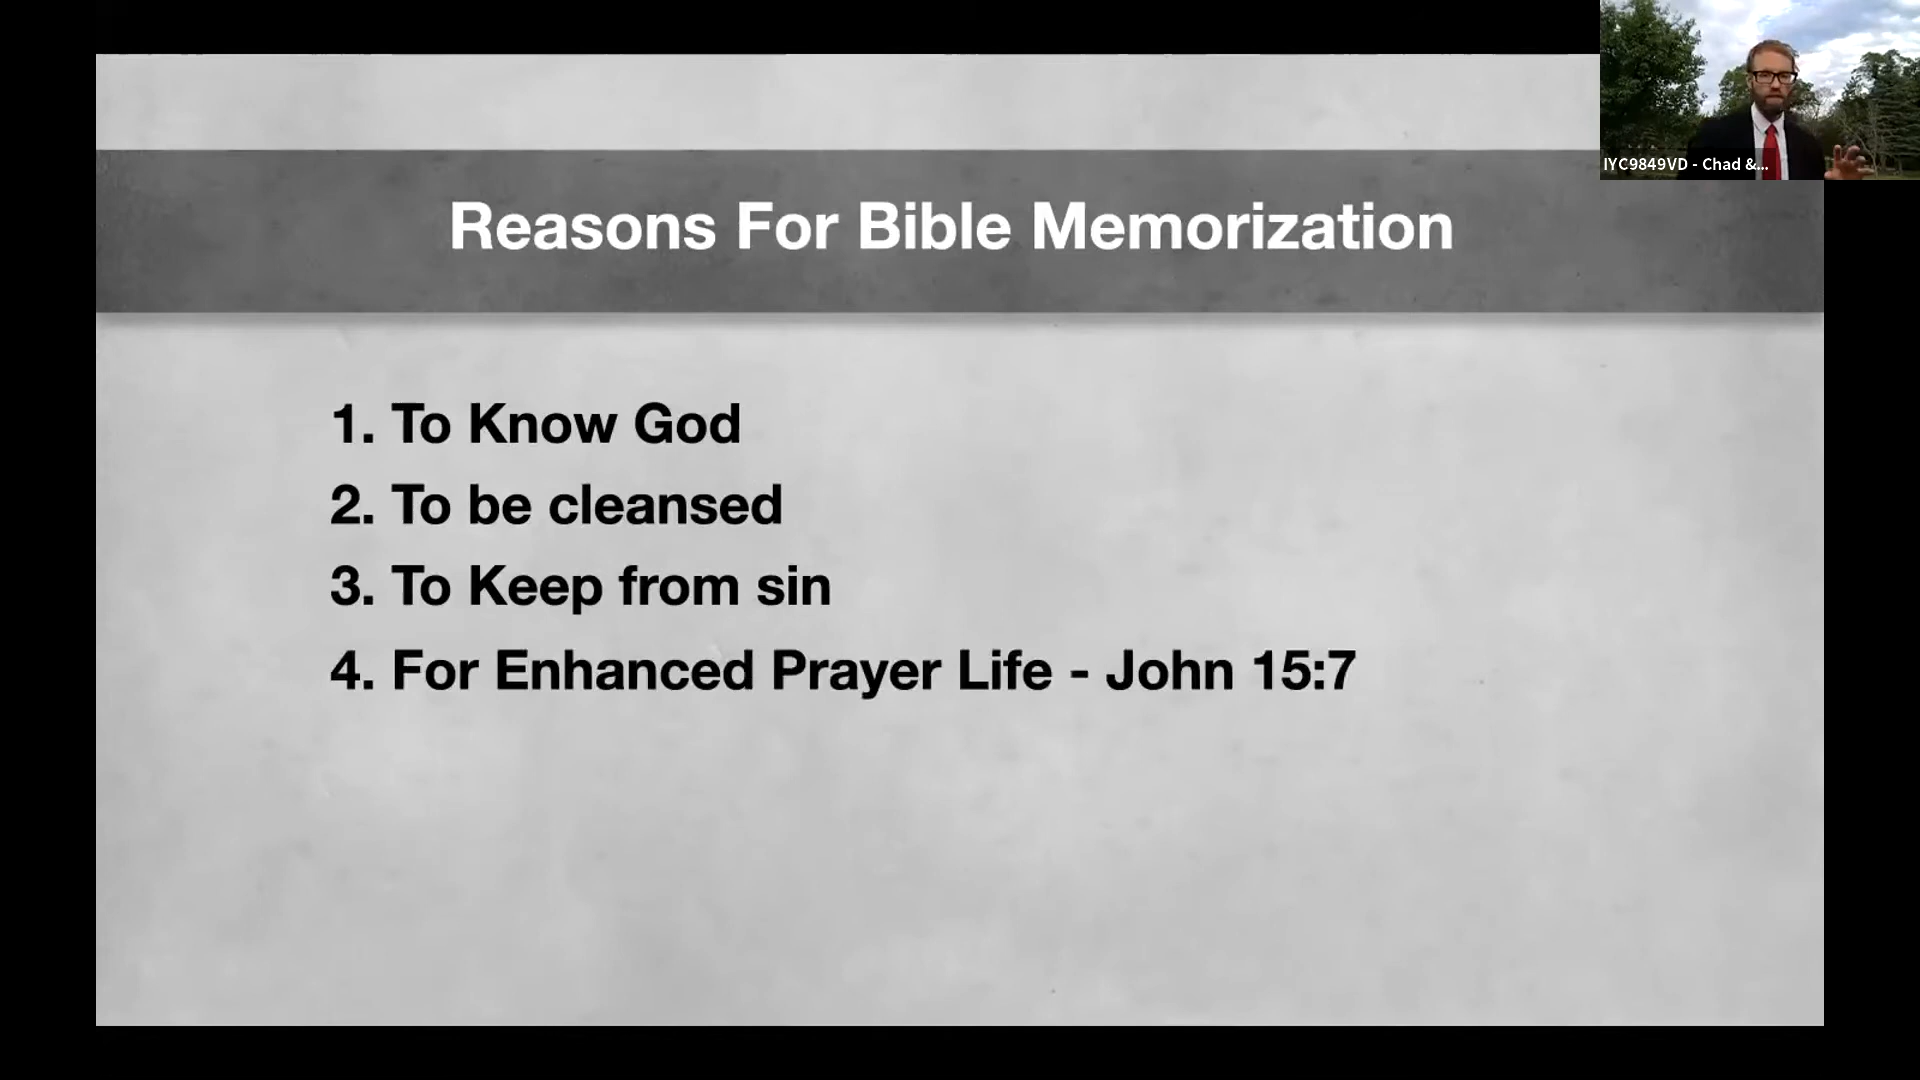 IYC9849VD - Chad &...
Reasons For Bible Memorization
1. To Know God
2. To be cleansed
3. To Keep from sin
4. For Enhanced Prayer Life - John 15:7